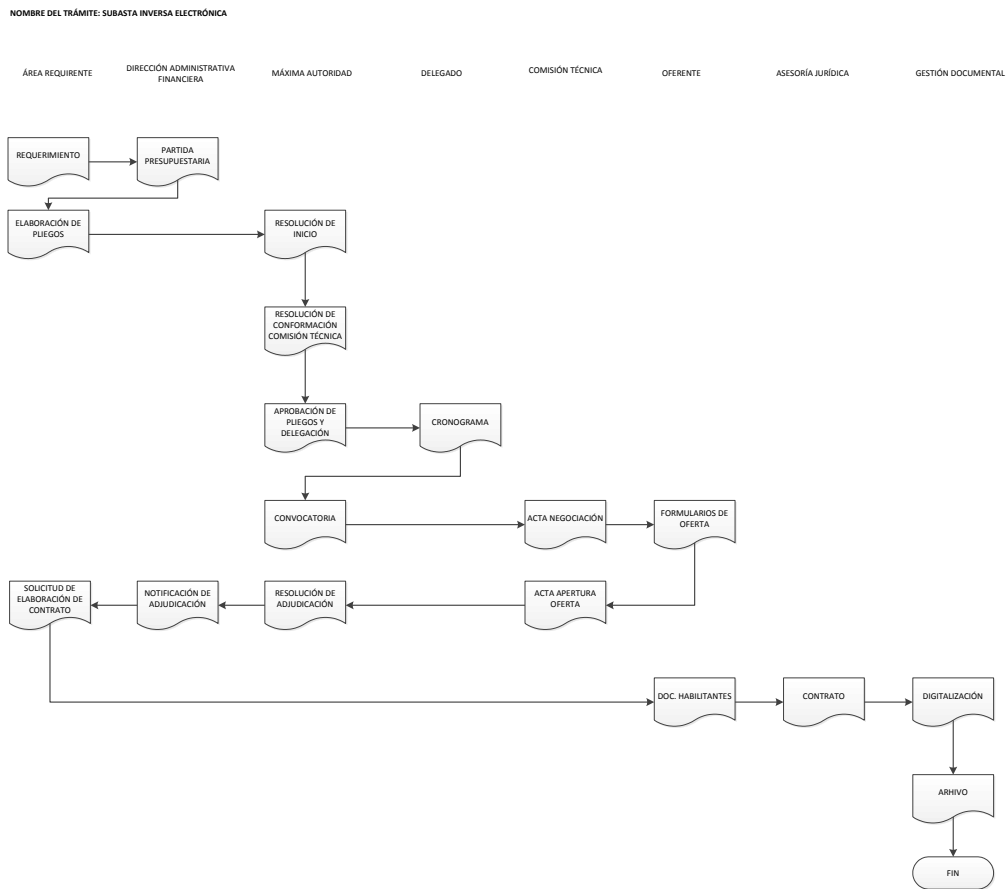 NOMBRE DEL TRÁMITE: SUBASTA INVERSA ELECTRÓNICA
ÁREA REQUIRENTE
DIRECCIÓN ADMINISTRATIVA
FINANCIERA
MÁXIMA AUTORIDAD
DELEGADO
COMISIÓN TÉCNICA
OFERENTE
ASESORÍA JURÍDICA
GESTIÓN DOCUMENTAL
REQUERIMIENTO
PARTIDA
PRESUPUESTARIA
ELABORACIÓN DE
PLIEGOS
RESOLUCIÓN DE
INICIO
RESOLUCIÓN DE
CONFORMACIÓN
COMISIÓN TÉCNICA
APROBACIÓN DE
PLIEGOS Y
DELEGACIÓN
CRONOGRAMA
CONVOCATORIA
ACTA NEGOCIACIÓN
FORMULARIOS DE
OFERTA
SOLICITUD DE
ELABORACIÓN DE
CONTRATO
NOTIFICACIÓN DE
ADJUDICACIÓN
RESOLUCIÓN DE
ADJUDICACIÓN
ACTA APERTURA
OFERTA
DOC. HABILITANTES
CONTRATO
DIGITALIZACIÓN
ARHIVO
FIN